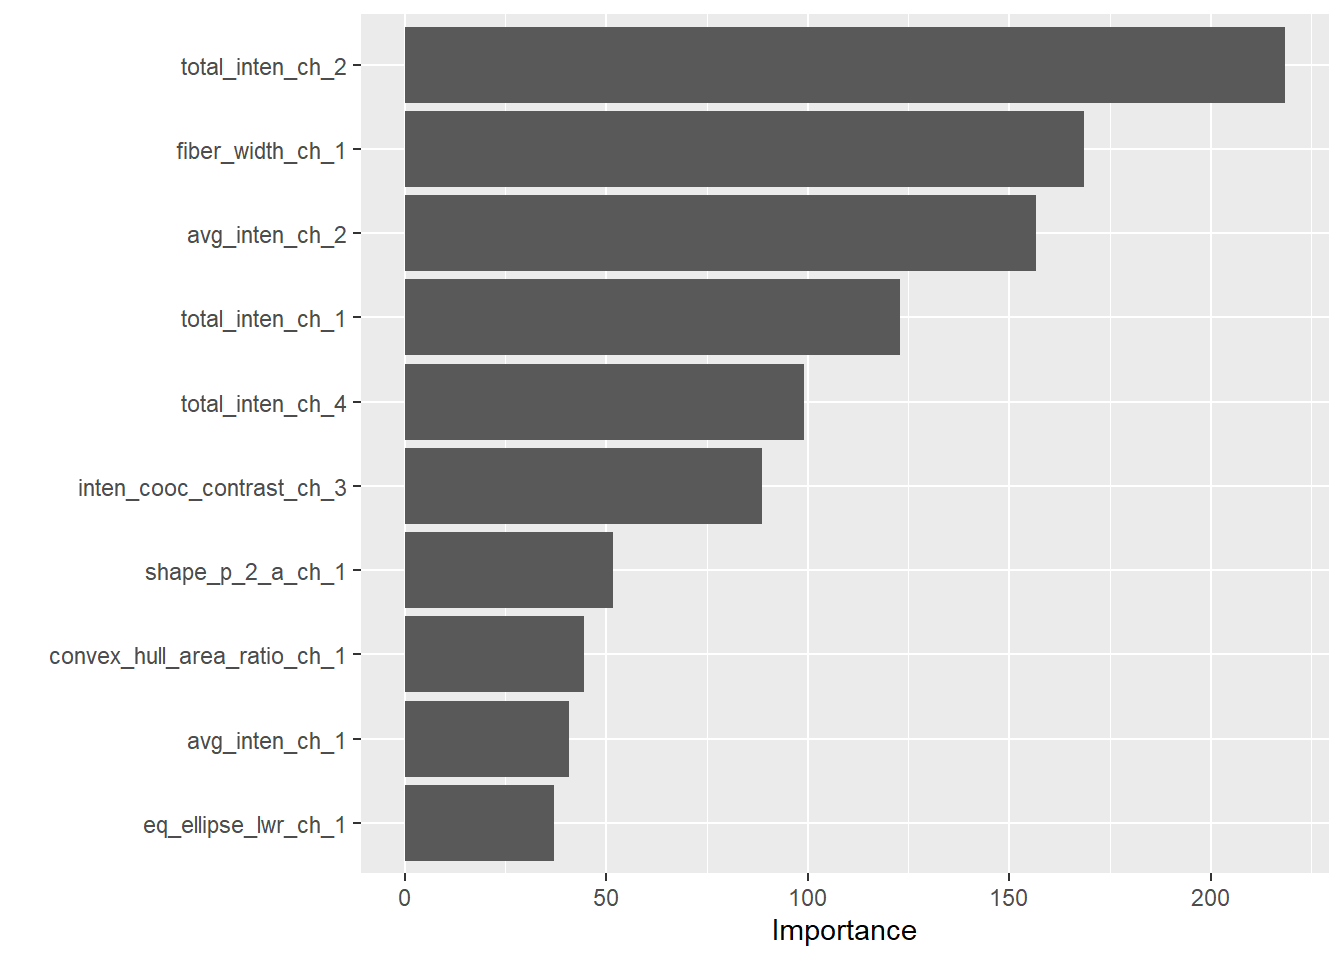 total_inten_ch_2
fiber_width_ch_1
avg_inten_ch_2
total_inten_ch_1
total_inten_ch_4
inten_cooc_contrast_ch_3
shape_p_2_a_ch_1
convex_hull_area_ratio_ch_1
avg_inten_ch_1
eq_ellipse_lwr_ch_1
0 50 100 150 200
Importance